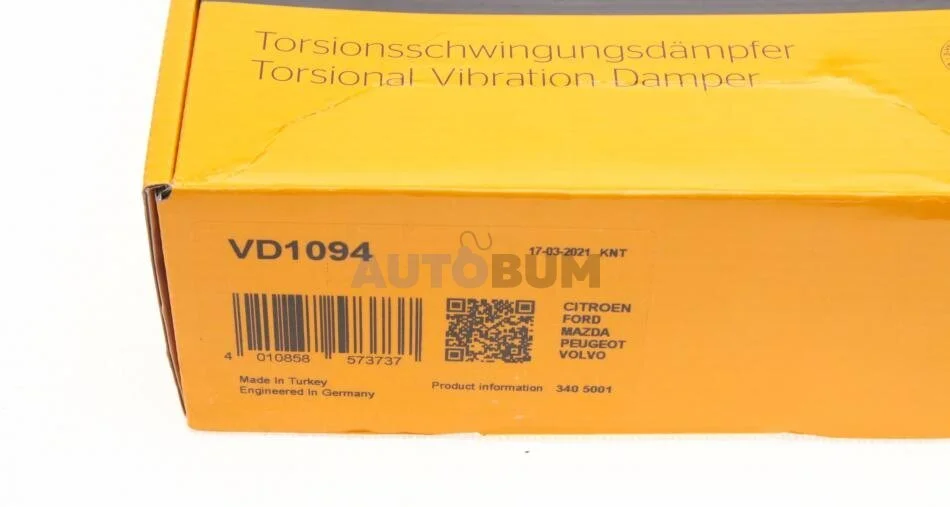 Torsionsschwingungsdämpfer
Torsional Vibration Damper
VD1094
17-03-2021 KNT
AUTOBUM
CITROEN
FORD
MAZDA
PEUGEOT
VOLVO
4 010858 573737
Made In Turkey
Engineered In Germany
Product information 340 5001